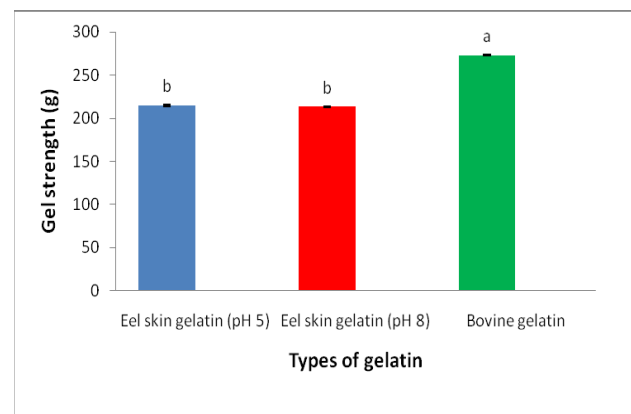 300
250
200
150
100
50
0
Gel strength (g)
b
b
a
Eel skin gelatin (pH 5)
Eel skin gelatin (pH 8)
Bovine gelatin
Types of gelatin